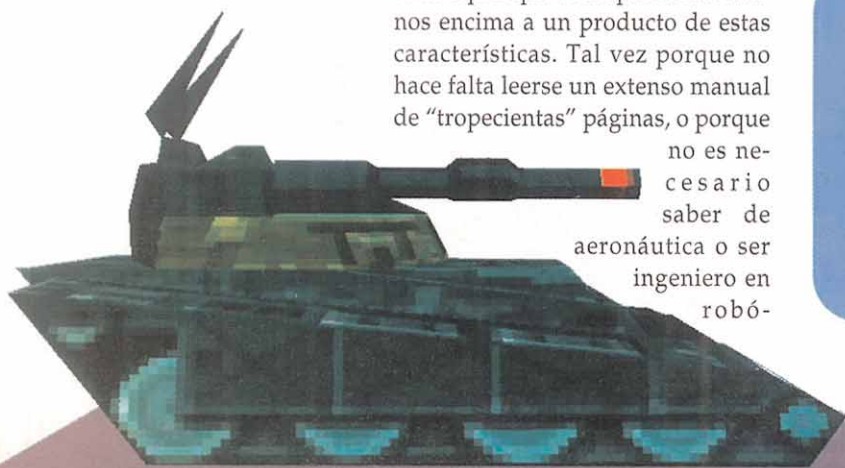 nos encima a un producto de estas
características. Tal vez porque no
hace falta leerse un extenso manual
de “tropecientas” páginas, o porque
no es ne-
cesario
saber de
aeronáutica o ser
ingeniero en
robó-